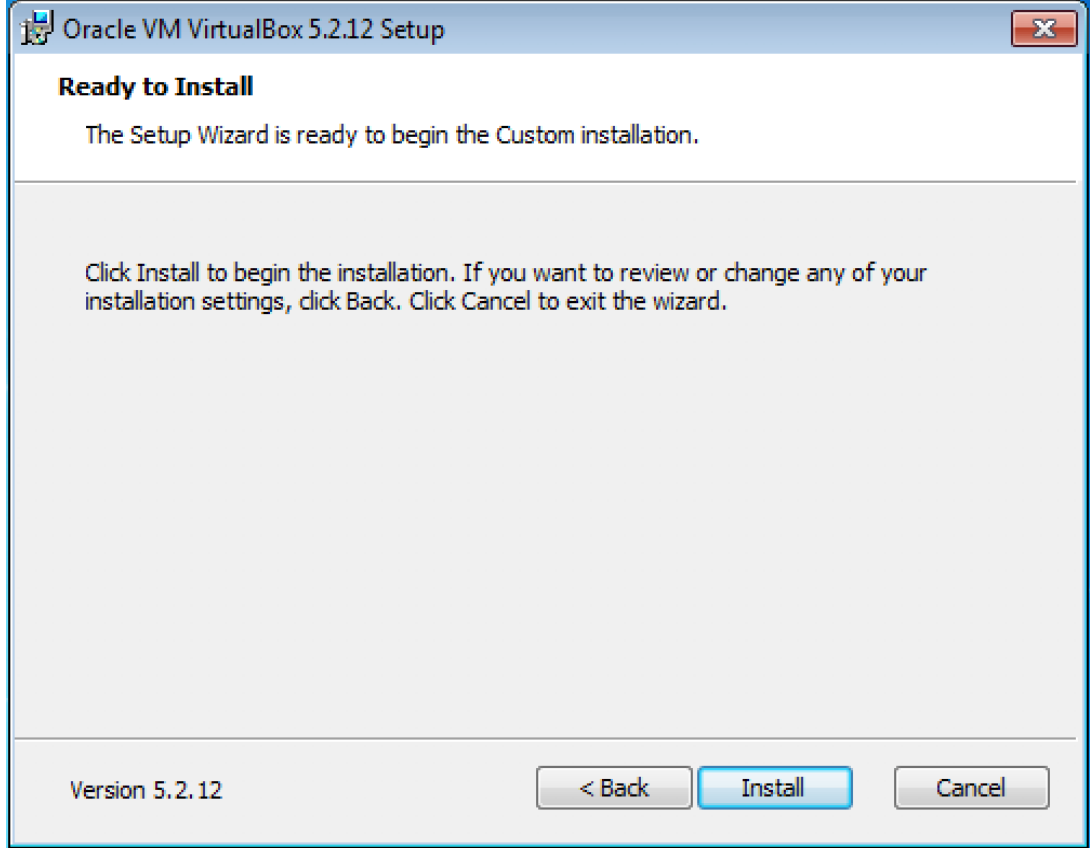 Oracle VM VirtualBox 5.2.12 Setup
Ready to Install
The Setup Wizard is ready to begin the Custom installation.
Click Install to begin the installation. If you want to review or change any of your
installation settings, click Back. Click Cancel to exit the wizard.
Version 5.2.12
< Back
Install
Cancel